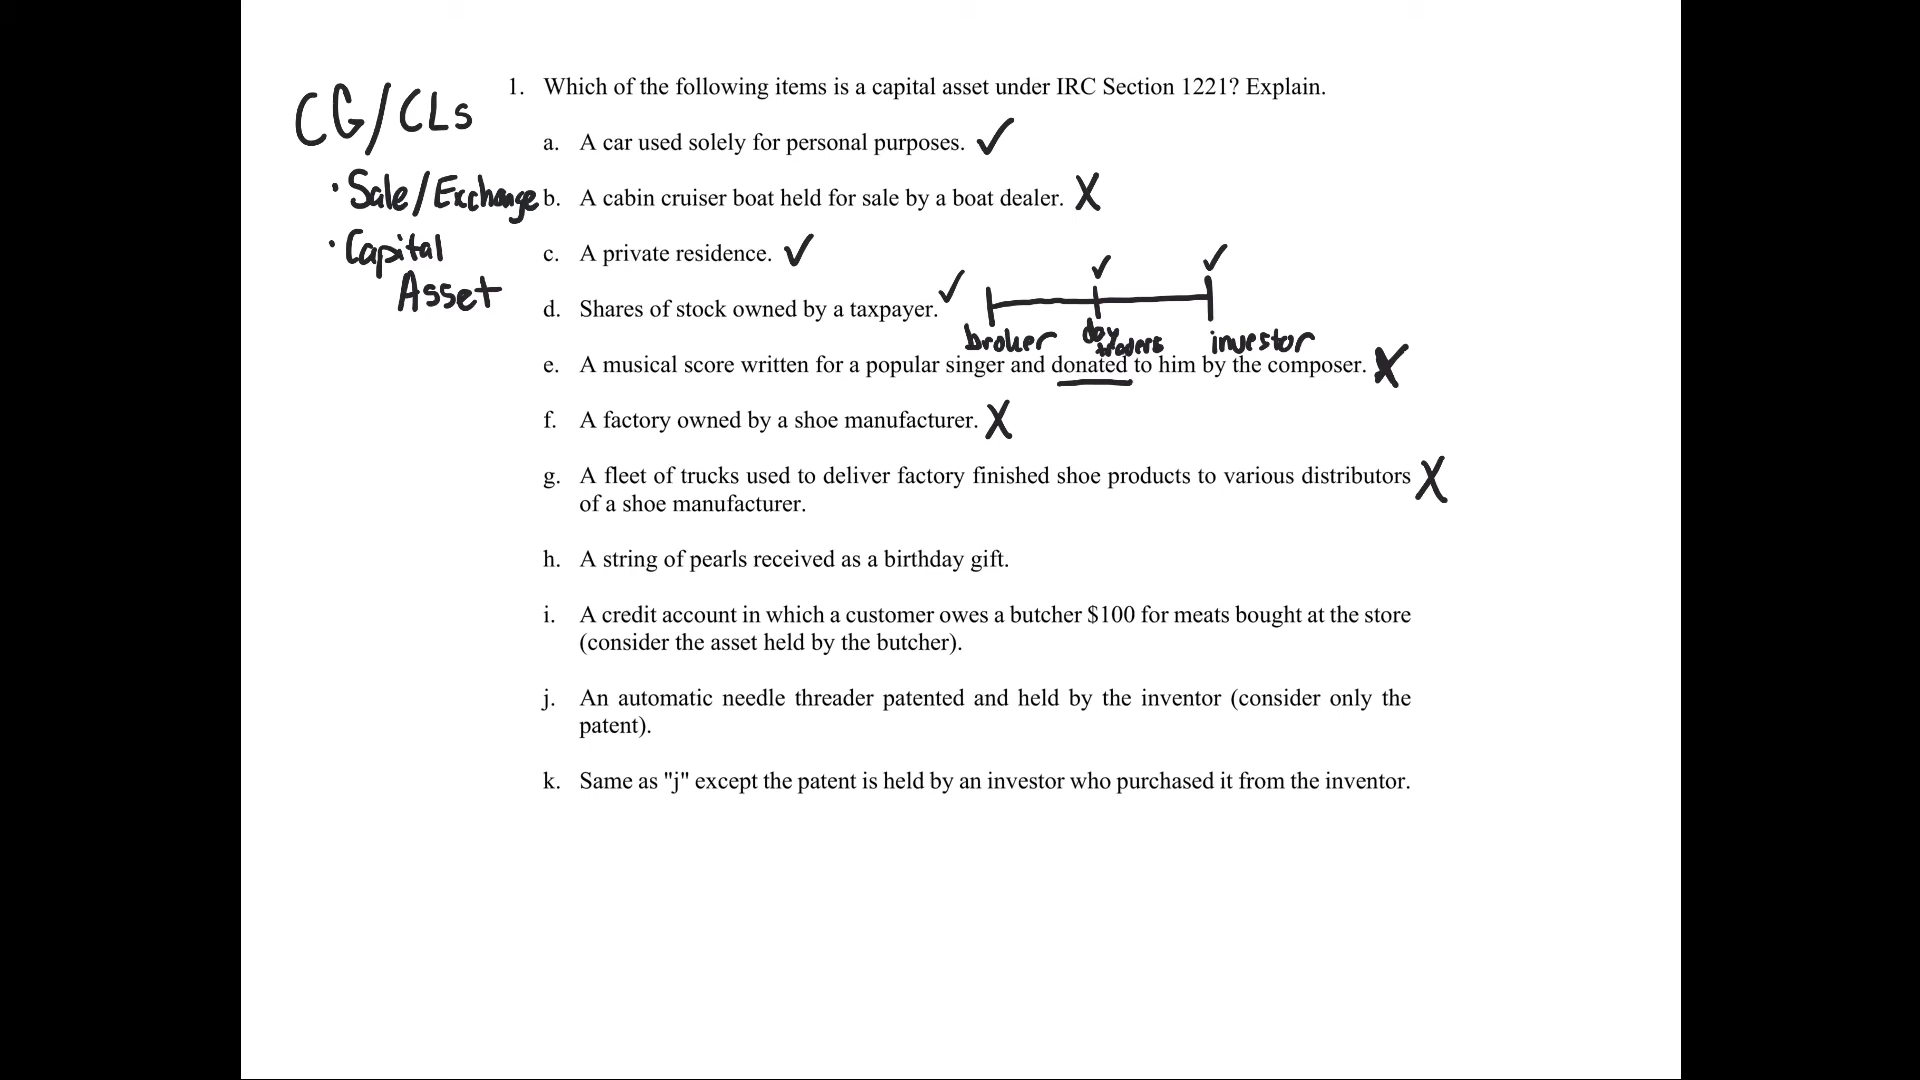 CG/CLs
· Sale/Exchange
· Capital
Asset
1. Which of the following items is a capital asset under IRC Section 1221? Explain.
a. A car used solely for personal purposes. ✓
b. A cabin cruiser boat held for sale by a boat dealer. X
c. A private residence. ✓
d. Shares of stock owned by a taxpayer. ✓
✓ ✓
broker day traders investor
e. A musical score written for a popular singer and donated to him by the composer. X
f. A factory owned by a shoe manufacturer. X
g. A fleet of trucks used to deliver factory finished shoe products to various distributors X
of a shoe manufacturer.
h. A string of pearls received as a birthday gift.
i. A credit account in which a customer owes a butcher $100 for meats bought at the store
(consider the asset held by the butcher).
j. An automatic needle threader patented and held by the inventor (consider only the
patent).
k. Same as "j" except the patent is held by an investor who purchased it from the inventor.